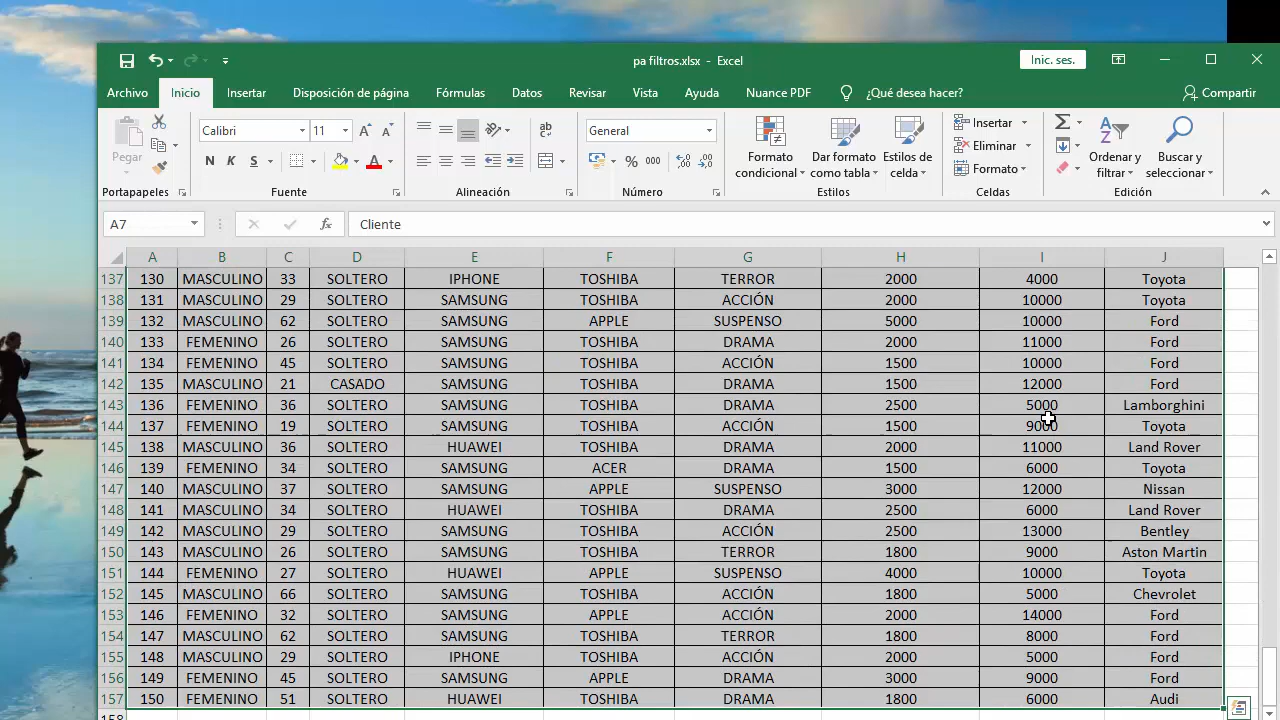 pa filtros.xlsx - Excel
Inic. ses.
Archivo Inicio Insertar Disposición de página Fórmulas Datos Revisar Vista Ayuda Nuance PDF ¿Qué desea hacer? Compartir
Calibri 11 General Insertar
Eliminar
Formato
Pegar N K S A % 000 Formato condicional Dar formato como tabla Estilos de celda Ordenar y filtrar Buscar y seleccionar
Portapapeles Fuente Alineación Número Estilos Celdas Edición
A7 fx Cliente
A B C D E F G H I J
137 130 MASCULINO 33 SOLTERO IPHONE TOSHIBA TERROR 2000 4000 Toyota
138 131 MASCULINO 29 SOLTERO SAMSUNG TOSHIBA ACCIÓN 2000 10000 Toyota
139 132 MASCULINO 62 SOLTERO SAMSUNG APPLE SUSPENSO 5000 10000 Ford
140 133 FEMENINO 26 SOLTERO SAMSUNG TOSHIBA DRAMA 2000 11000 Ford
141 134 FEMENINO 45 SOLTERO SAMSUNG TOSHIBA ACCIÓN 1500 10000 Ford
142 135 MASCULINO 21 CASADO SAMSUNG TOSHIBA DRAMA 1500 12000 Ford
143 136 FEMENINO 36 SOLTERO SAMSUNG TOSHIBA DRAMA 2500 5000 Lamborghini
144 137 FEMENINO 19 SOLTERO SAMSUNG TOSHIBA ACCIÓN 1500 9000 Toyota
145 138 MASCULINO 36 SOLTERO HUAWEI TOSHIBA DRAMA 2000 11000 Land Rover
146 139 FEMENINO 34 SOLTERO SAMSUNG ACER DRAMA 1500 6000 Toyota
147 140 MASCULINO 37 SOLTERO SAMSUNG APPLE SUSPENSO 3000 12000 Nissan
148 141 MASCULINO 34 SOLTERO HUAWEI TOSHIBA DRAMA 2500 6000 Land Rover
149 142 MASCULINO 29 SOLTERO SAMSUNG TOSHIBA ACCIÓN 2500 13000 Bentley
150 143 MASCULINO 26 SOLTERO SAMSUNG TOSHIBA TERROR 1800 9000 Aston Martin
151 144 FEMENINO 27 SOLTERO HUAWEI APPLE SUSPENSO 4000 10000 Toyota
152 145 MASCULINO 66 SOLTERO SAMSUNG TOSHIBA ACCIÓN 1800 5000 Chevrolet
153 146 FEMENINO 32 SOLTERO SAMSUNG APPLE ACCIÓN 2000 14000 Ford
154 147 MASCULINO 62 SOLTERO SAMSUNG TOSHIBA TERROR 1800 8000 Ford
155 148 MASCULINO 29 SOLTERO IPHONE TOSHIBA ACCIÓN 2000 5000 Ford
156 149 FEMENINO 45 SOLTERO SAMSUNG APPLE DRAMA 3000 9000 Ford
157 150 FEMENINO 51 SOLTERO HUAWEI TOSHIBA DRAMA 1800 6000 Audi
158